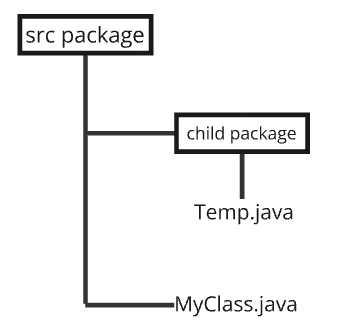 src package
child package
Temp.java
MyClass.java